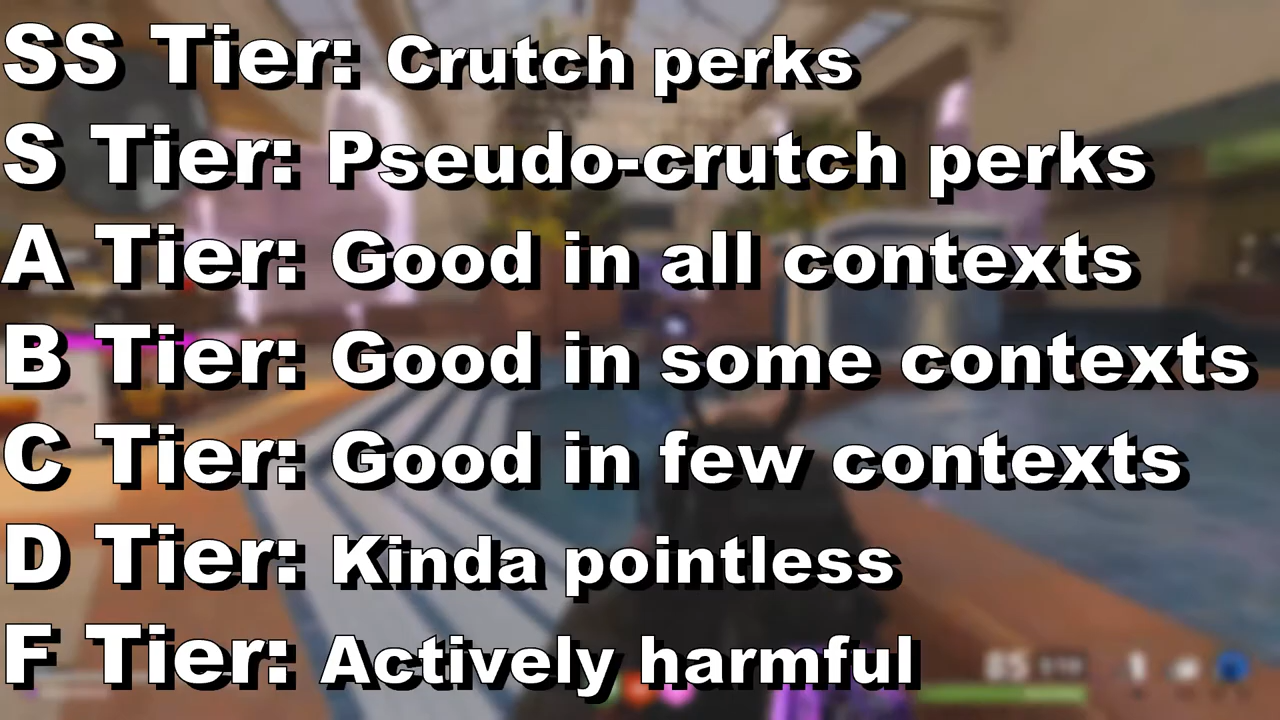 SS Tier: Crutch perks
S Tier: Pseudo-crutch perks
A Tier: Good in all contexts
B Tier: Good in some contexts
C Tier: Good in few contexts
D Tier: Kinda pointless
F Tier: Actively harmful
85